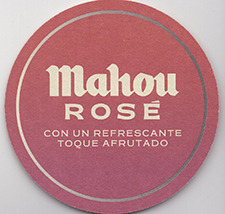 Mahou
ROSÉ
CON UN REFRESCANTE
TOQUE AFRUTADO